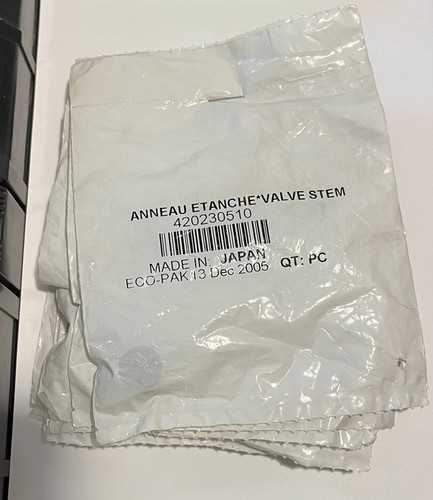 ANNEAU ETANCHE*VALVE STEM
420230510
MADE IN: JAPAN
ECO-PAK 13 Dec 2005 QT: PC